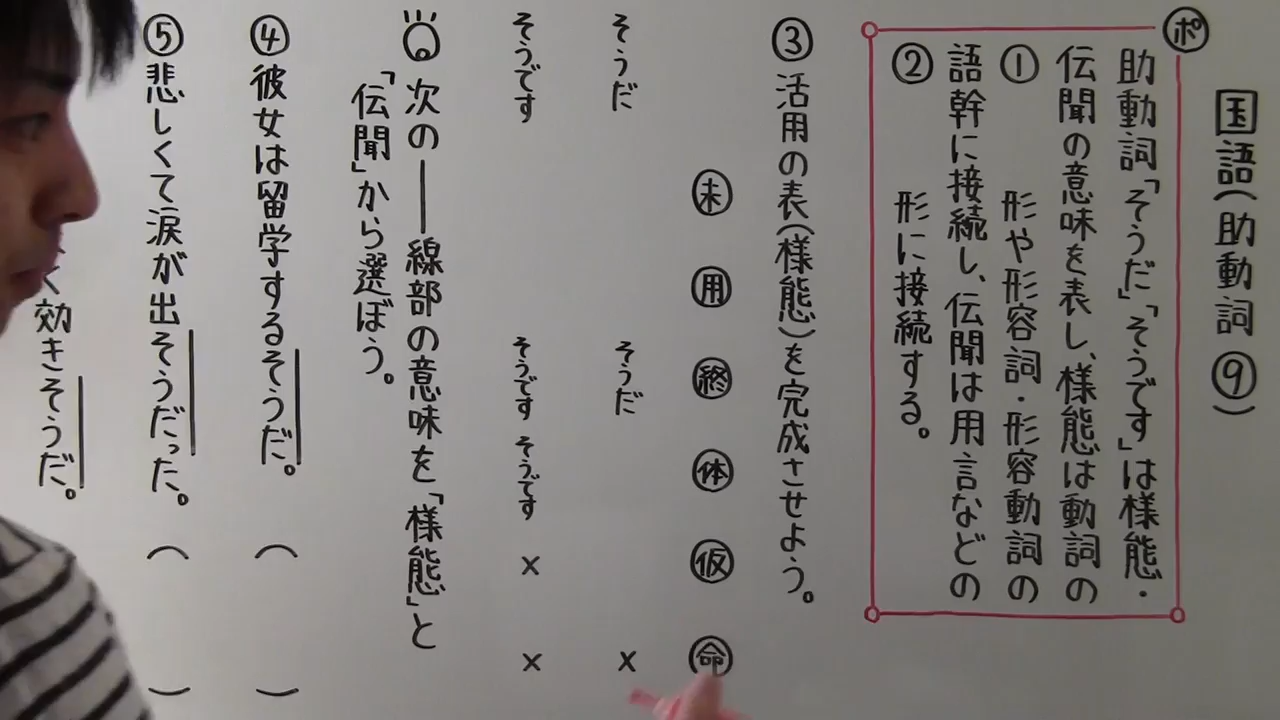 国語(助動詞⑨)
ポ
助動詞「そうだ」「そうです」は様態・
伝聞の意味を表し、様態は動詞の
① 形や形容詞・形容動詞の
語幹に接続し、伝聞は用言などの
② 形に接続する。
③活用の表(様態)を完成させよう。
未 用 終 体 仮 命
そうだ そうだ ×
そうです そうです そうです × ×
次の――線部の意味を「様態」と
「伝聞」から選ぼう。
④彼女は留学するそうだ。( )
⑤悲しくて涙が出そうだった。( )
く効きそうだ。